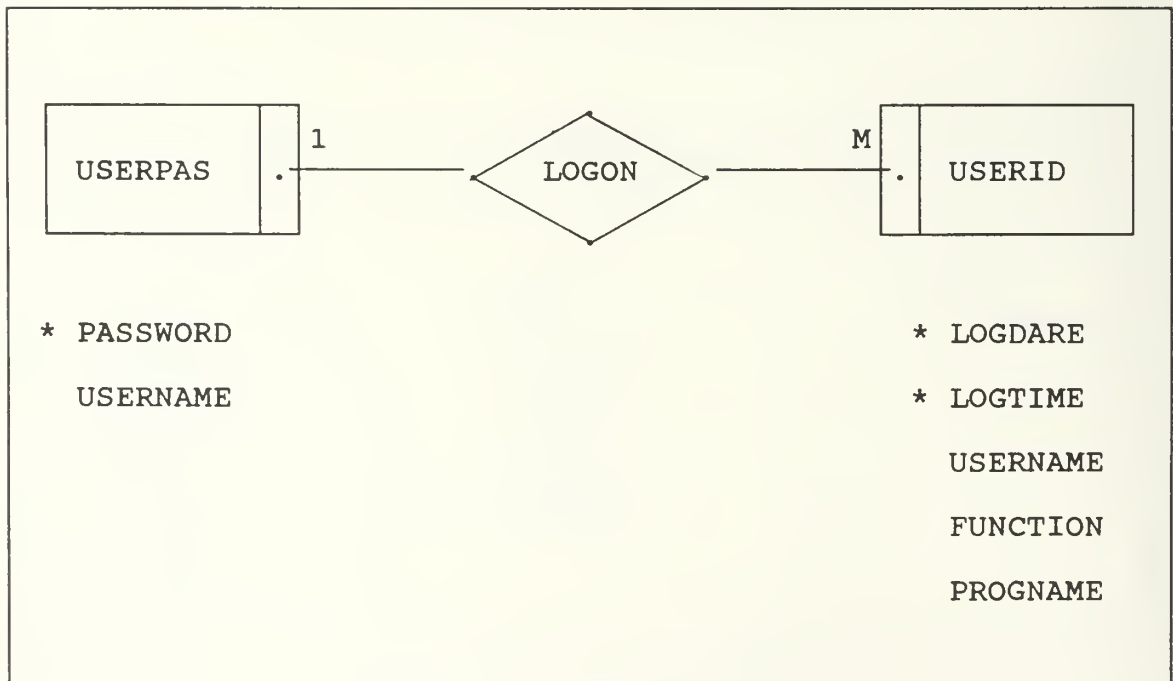 USERPAS . 1 LOGON M . USERID
* PASSWORD * LOGDARE
USERNAME * LOGTIME
USERNAME
FUNCTION
PROGNAME